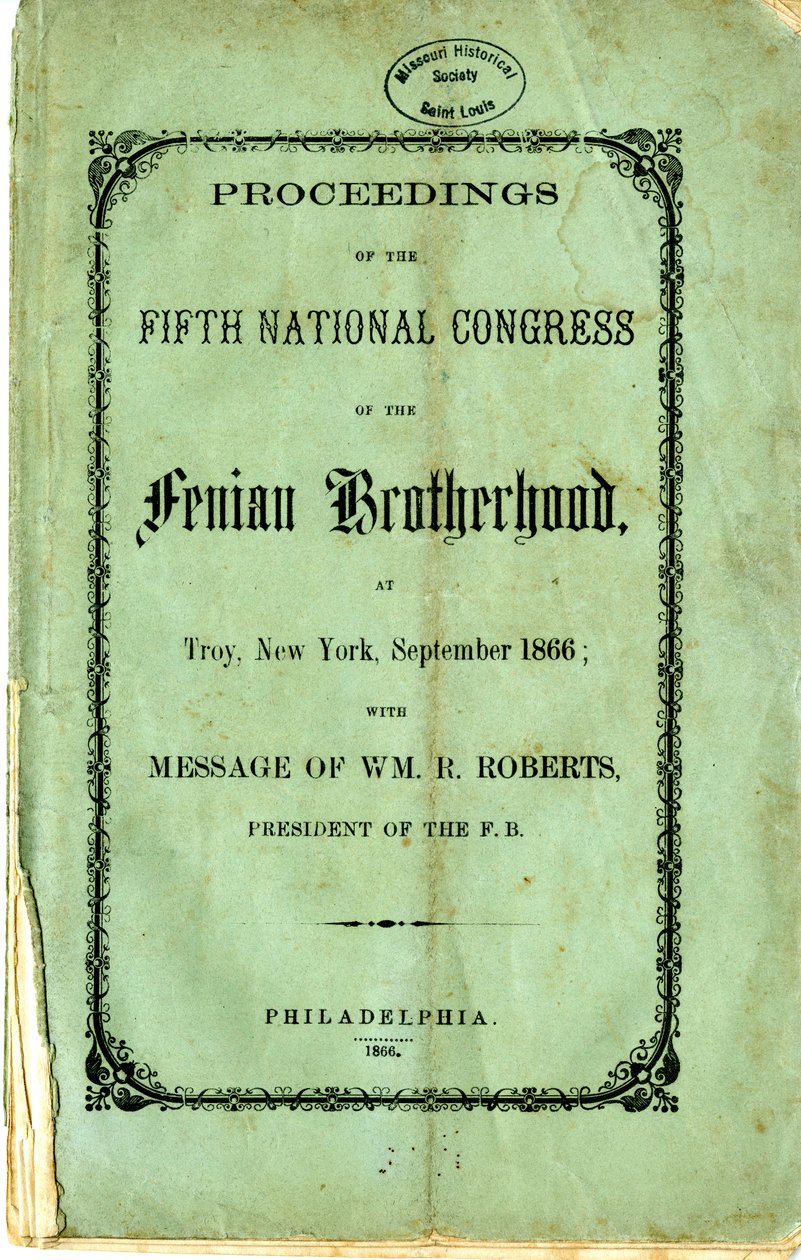 Missouri Historical
Society
Saint Louis
PROCEEDINGS
OF THE
FIFTH NATIONAL CONGRESS
OF THE
Fenian Brotherhood,
AT
Troy, New York, September 1866;
WITH
MESSAGE OF WM. R. ROBERTS,
PRESIDENT OF THE F. B.
PHILADELPHIA.
1866.